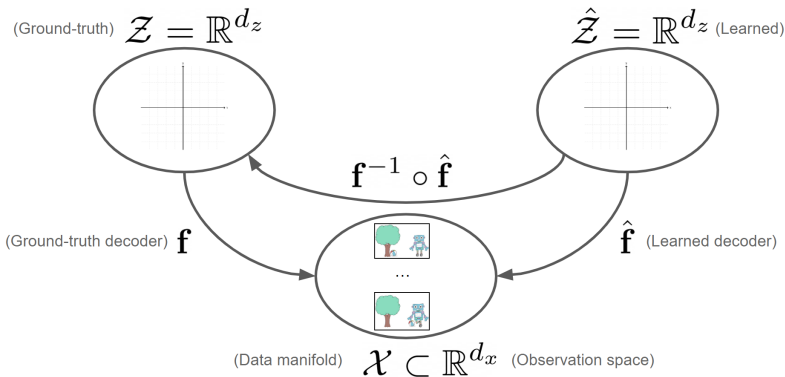 (Ground-truth) 𝒵 = ℝ^{d_z}
𝒵̂ = ℝ^{d_z} (Learned)
f⁻¹ ∘ f̂
(Ground-truth decoder) f
f̂ (Learned decoder)
...
(Data manifold) 𝒳 ⊂ ℝ^{d_x} (Observation space)